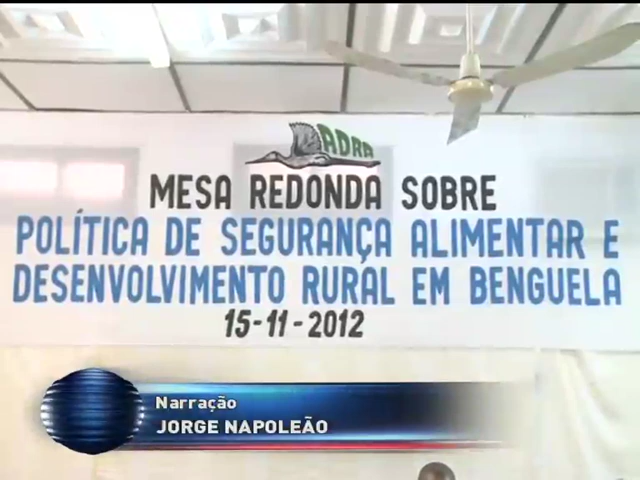 ADRA
MESA REDONDA SOBRE
POLÍTICA DE SEGURANÇA ALIMENTAR E
DESENVOLVIMENTO RURAL EM BENGUELA
15-11-2012
Narração
JORGE NAPOLEÃO